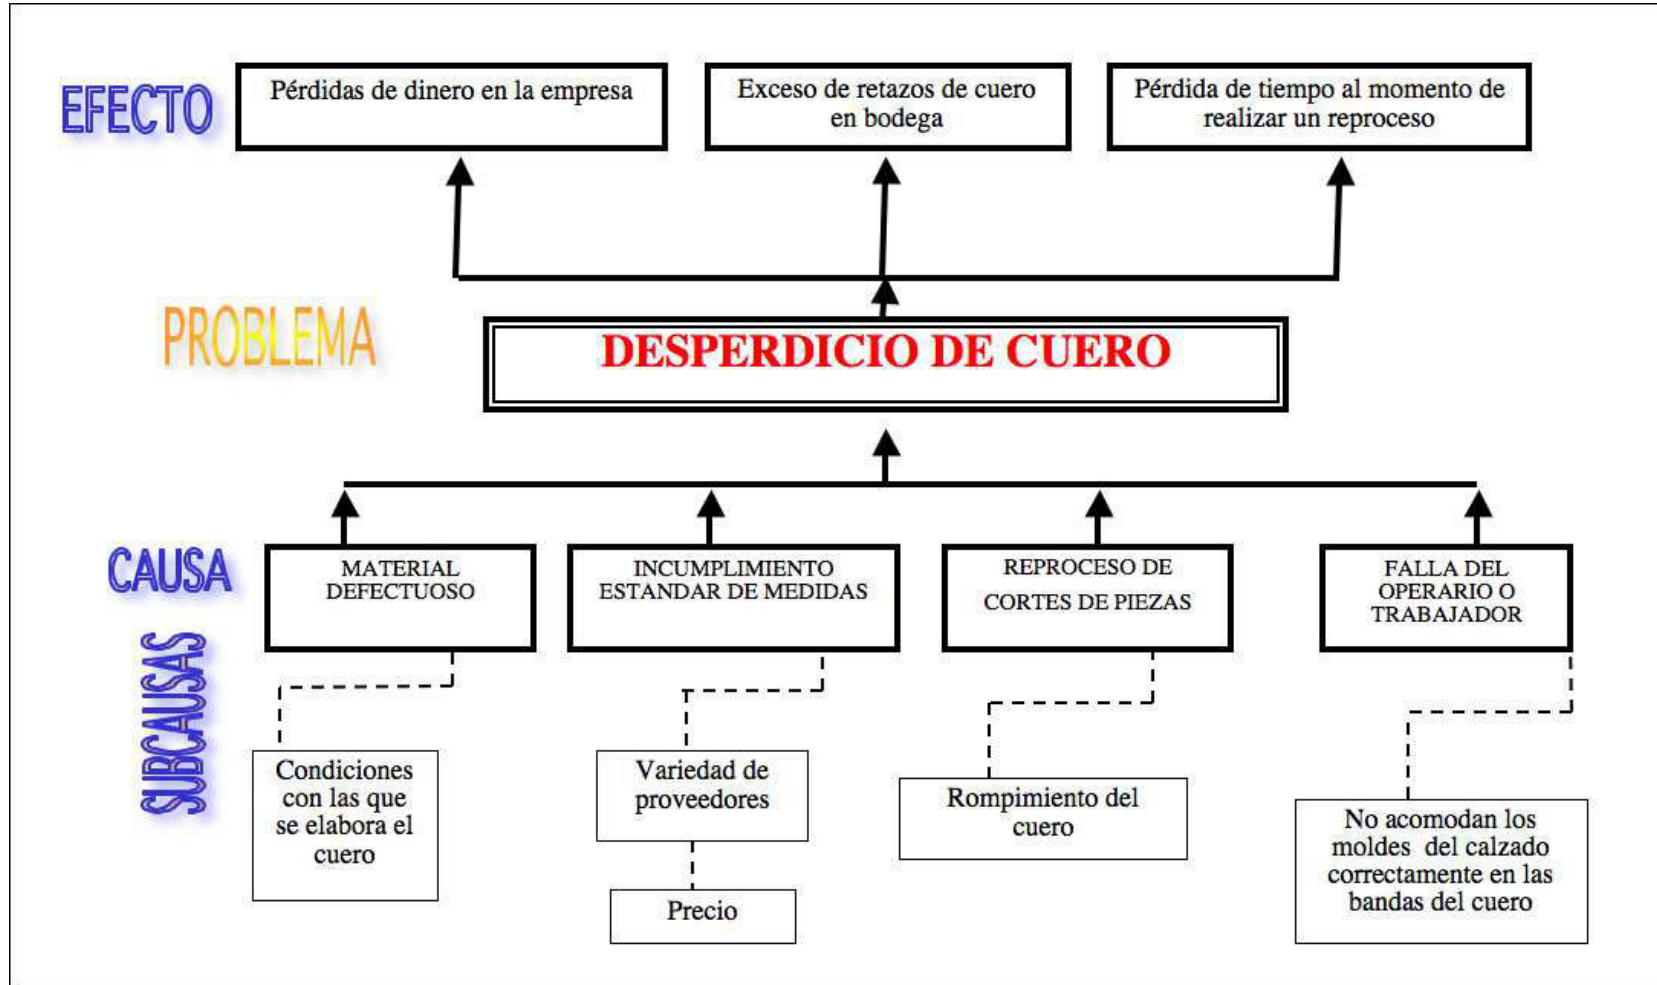 EFECTO
Pérdidas de dinero en la empresa
Exceso de retazos de cuero
en bodega
Pérdida de tiempo al momento de
realizar un reproceso
PROBLEMA
DESPERDICIO DE CUERO
CAUSA
MATERIAL
DEFECTUOSO
INCUMPLIMIENTO
ESTANDAR DE MEDIDAS
REPROCESO DE
CORTES DE PIEZAS
FALLA DEL
OPERARIO O
TRABAJADOR
SUBCAUSAS
Condiciones
con las que
se elabora el
cuero
Variedad de
proveedores
Precio
Rompimiento del
cuero
No acomodan los
moldes  del calzado
correctamente en las
bandas del cuero